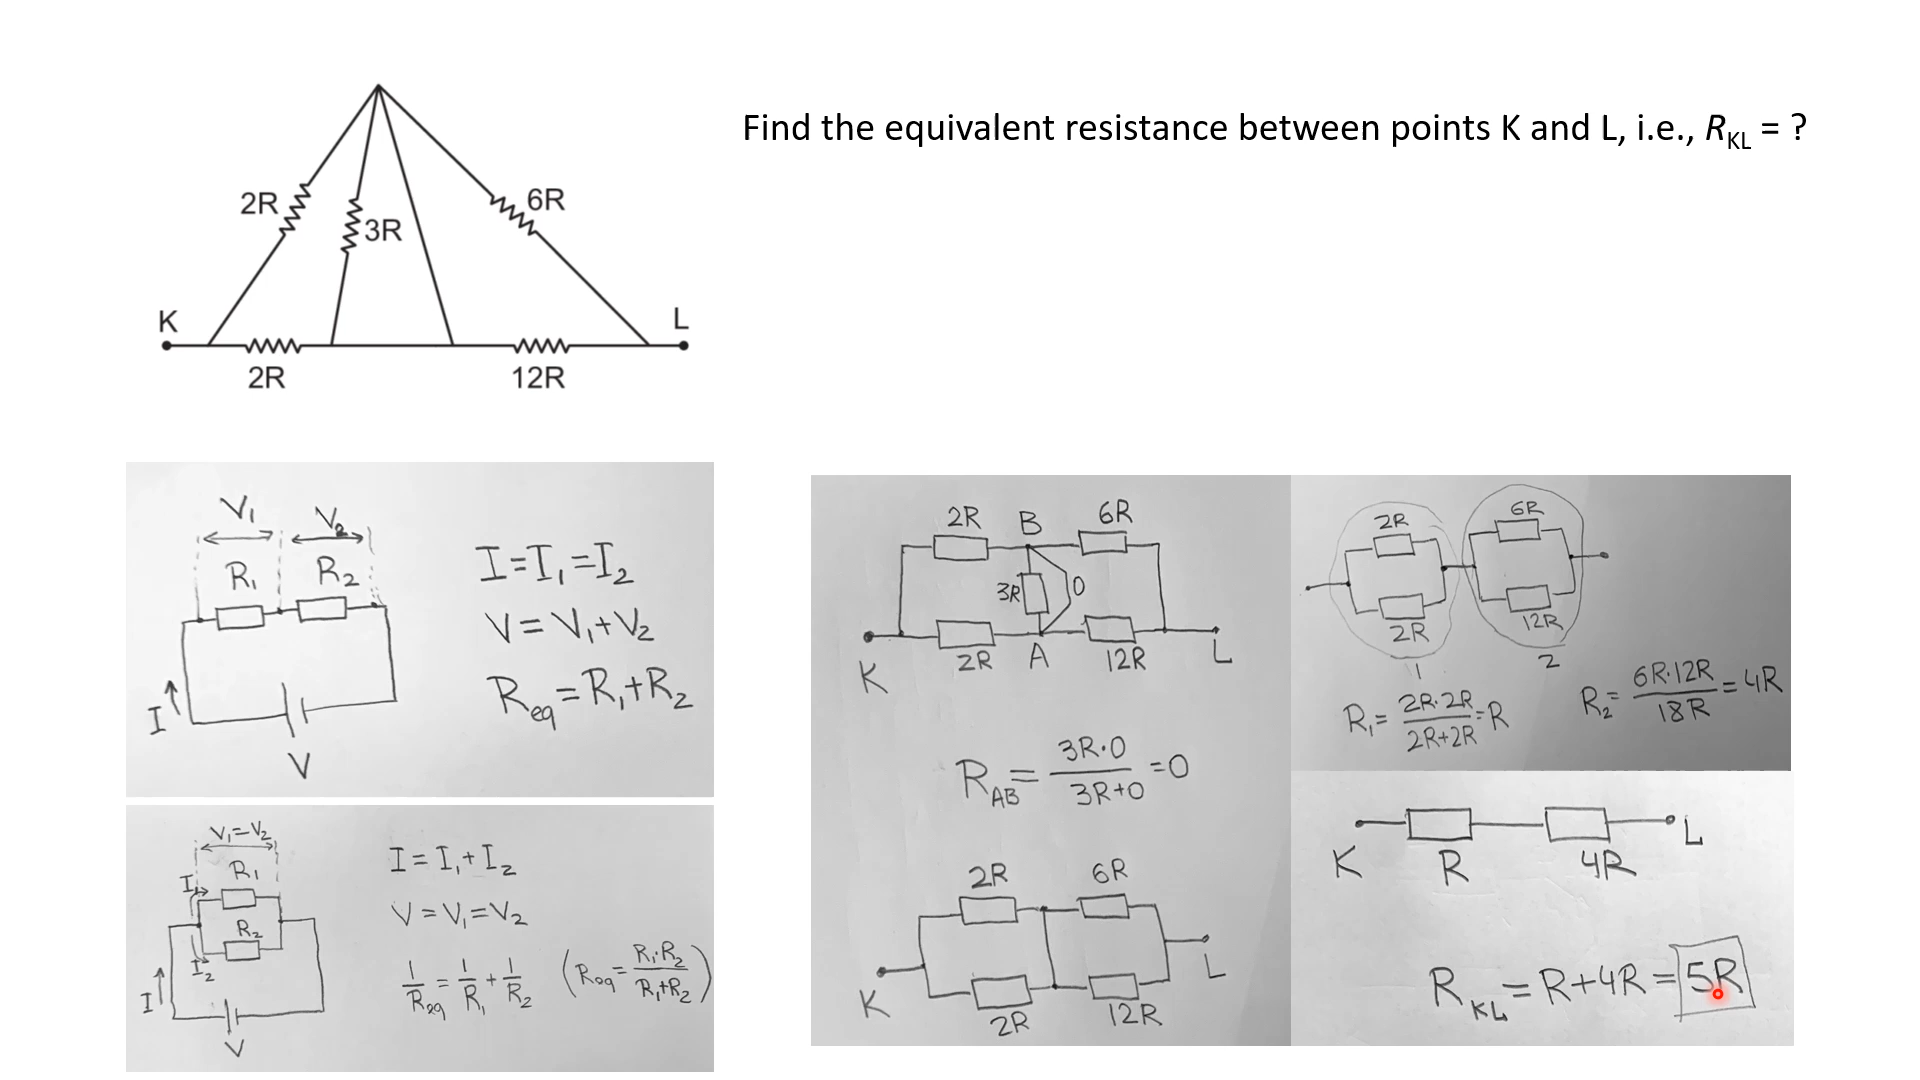 Find the equivalent resistance between points K and L, i.e., R_KL = ?
2R
3R
6R
K
L
2R
12R
V₁
V₂
R₁
R₂
I
V
I=I₁=I₂
V=V₁+V₂
R_eq=R₁+R₂
V₁=V₂
R₁
I₁
R₂
I₂
I
V
I=I₁+I₂
V=V₁=V₂
1/R_eq=1/R₁+1/R₂ (R_eq=R₁·R₂/R₁+R₂)
2R
B
6R
3R
0
K
2R
A
12R
L
R_AB=3R·0/3R+0=0
2R
6R
K
2R
12R
L
2R
6R
2R
12R
1
2
R₁=2R·2R/2R+2R=R
R₂=6R·12R/18R=4R
K
R
4R
L
R_KL=R+4R=5R